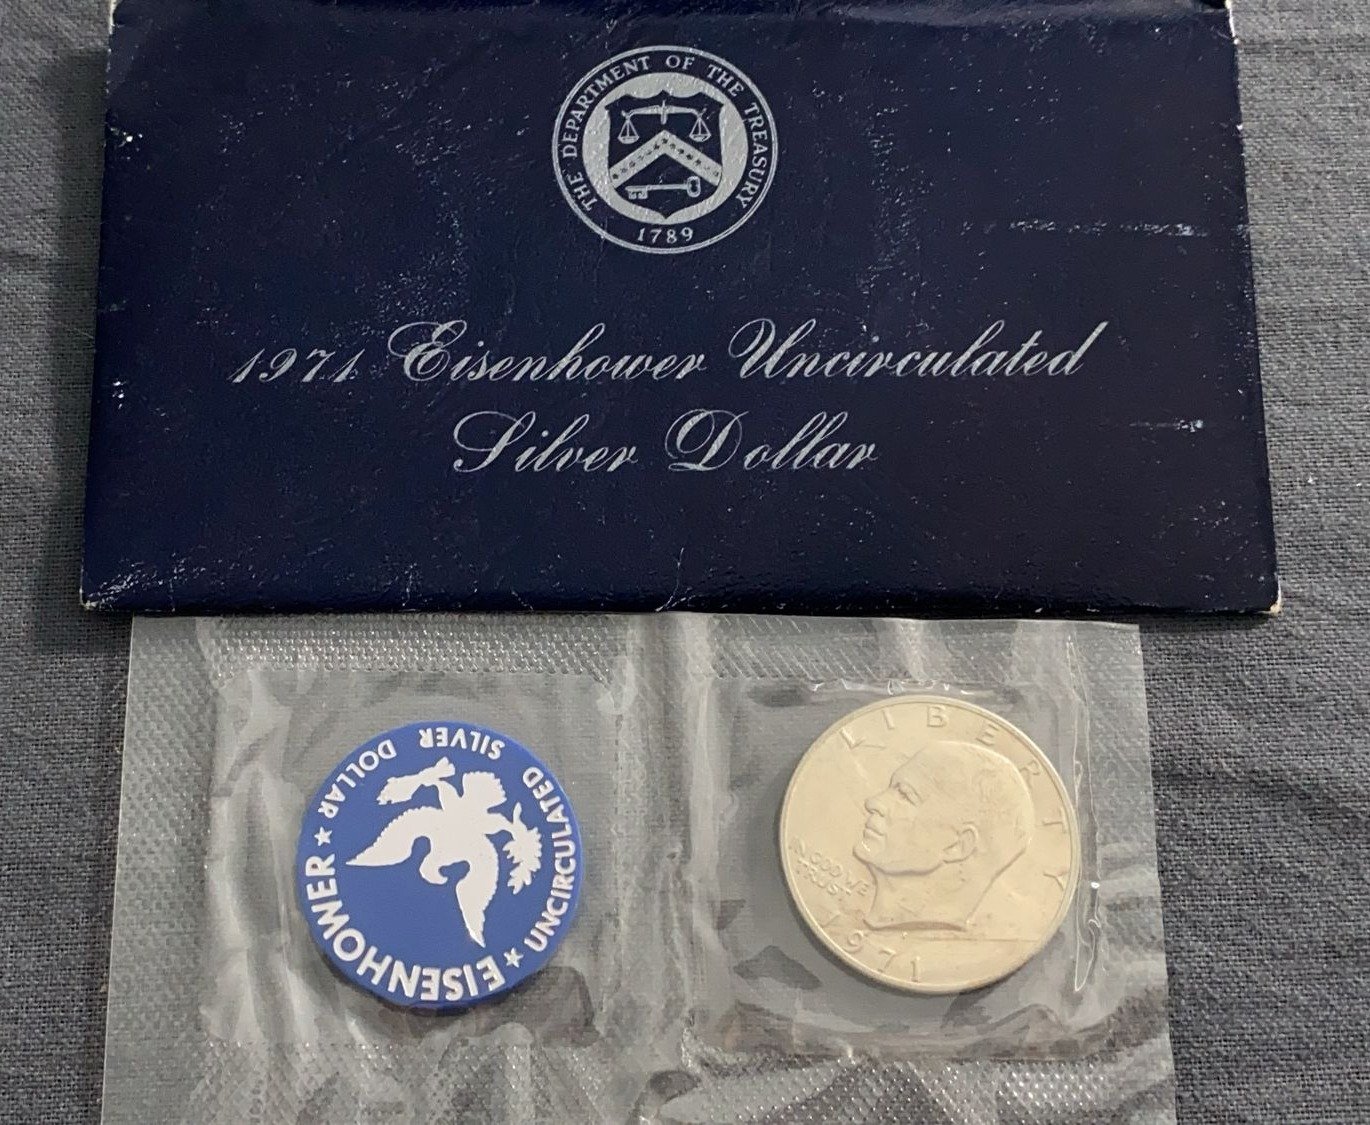 THE DEPARTMENT OF THE TREASURY
1789
1971 Eisenhower Uncirculated
Silver Dollar
EISENHOWER ★ UNCIRCULATED SILVER DOLLAR ★
LIBERTY
IN GOD WE
TRUST
1971